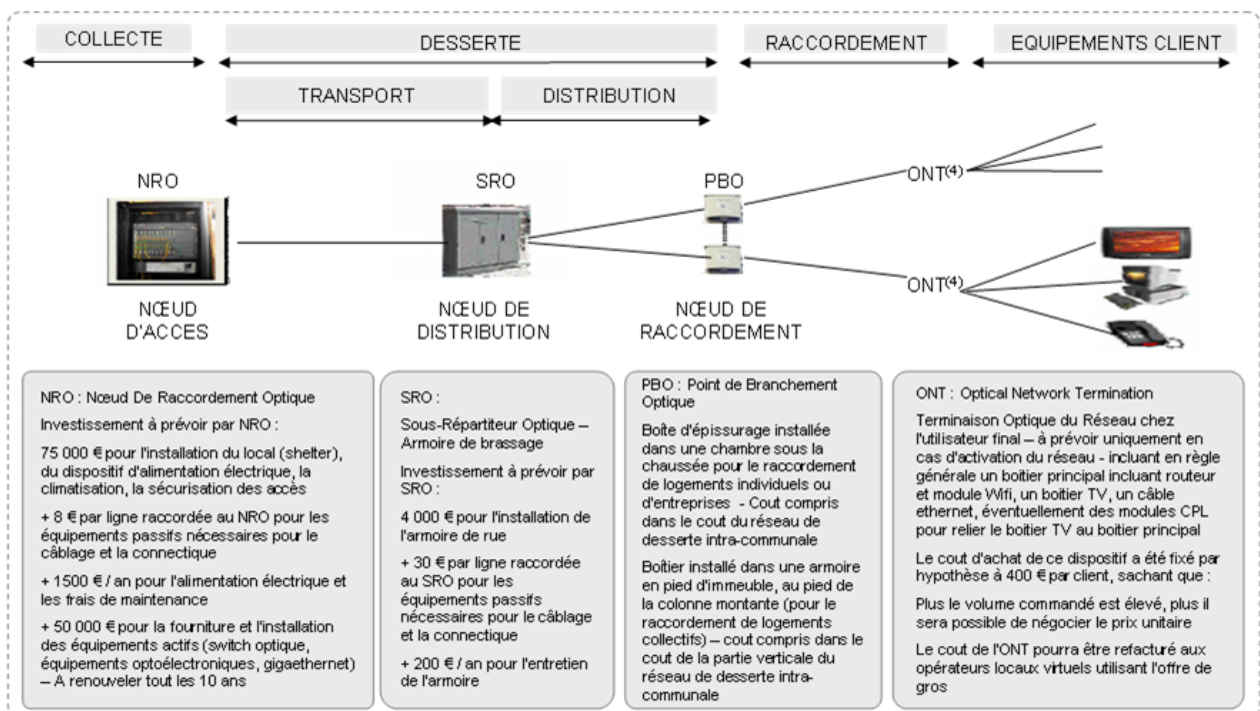 COLLECTE
DESSERTE
RACCORDEMENT
EQUIPEMENTS CLIENT
TRANSPORT
DISTRIBUTION
NRO
SRO
PBO
ONT(4)
ONT(4)
NŒUD
D'ACCES
NŒUD DE
DISTRIBUTION
NŒUD DE
RACCORDEMENT
NRO : Nœud De Raccordement Optique
Investissement à prévoir par NRO :
75 000 € pour l'installation du local (shelter),
du dispositif d'alimentation électrique, la
climatisation, la sécurisation des accès
+ 8 € par ligne raccordée au NRO pour les
équipements passifs nécessaires pour le
câblage et la connectique
+ 1500 € / an pour l'alimentation électrique et
les frais de maintenance
+ 50 000 € pour la fourniture et l'installation
des équipements actifs (switch optique,
équipements optoélectroniques, gigaethernet)
– A renouveler tout les 10 ans
SRO :
Sous-Répartiteur Optique –
Armoire de brassage
Investissement à prévoir par
SRO :
4 000 € pour l'installation de
l'armoire de rue
+ 30 € par ligne raccordée
au SRO pour les
équipements passifs
nécessaires pour le câblage
et la connectique
+ 200 € / an pour l'entretien
de l'armoire
PBO : Point de Branchement
Optique
Boîte d'épissurage installée
dans une chambre sous la
chaussée pour le raccordement
de logements individuels ou
d'entreprises - Cout compris
dans le cout du réseau de
desserte intra-communale
Boîtier installé dans une armoire
en pied d'immeuble, au pied de
la colonne montante (pour le
raccordement de logements
collectifs) – cout compris dans le
cout de la partie verticale du
réseau de desserte intra-
communale
ONT : Optical Network Termination
Terminaison Optique du Réseau chez
l'utilisateur final – à prévoir uniquement en
cas d'activation du réseau - incluant en règle
générale un boitier principal incluant routeur
et module Wifi, un boitier TV, un câble
ethernet, éventuellement des modules CPL
pour relier le boitier TV au boitier principal
Le cout d'achat de ce dispositif a été fixé par
hypothèse à 400 € par client, sachant que :
Plus le volume commandé est élevé, plus il
sera possible de négocier le prix unitaire
Le cout de l'ONT pourra être refacturé aux
opérateurs locaux virtuels utilisant l'offre de
gros